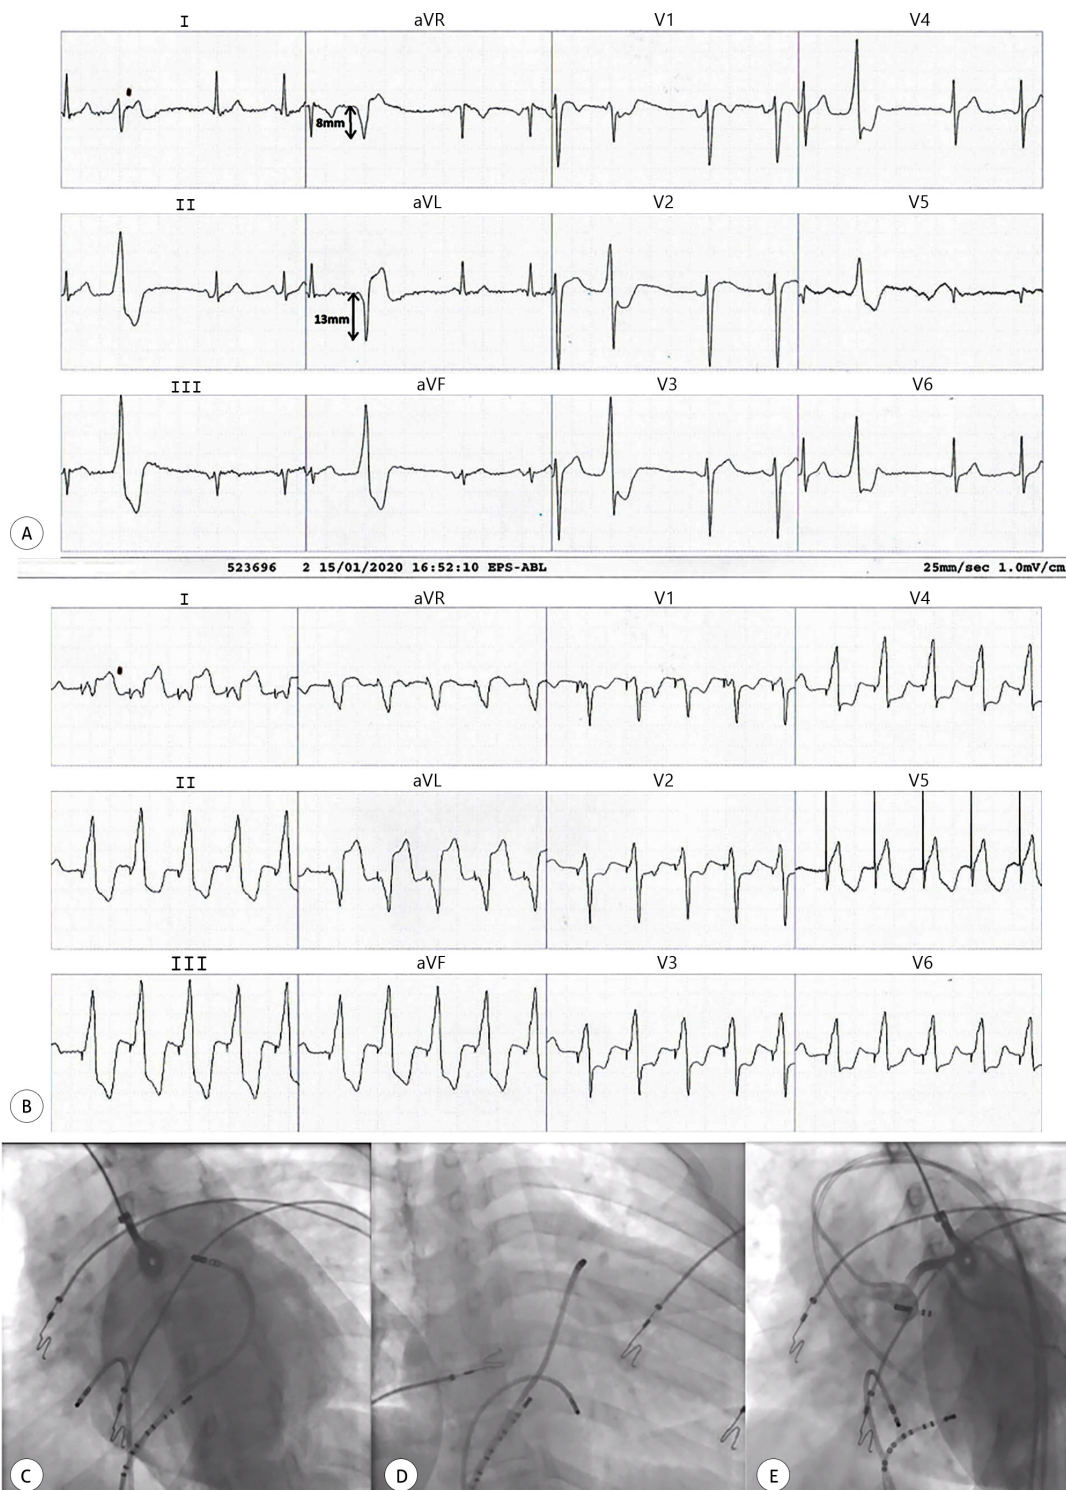 I aVR V1 V4
8mm
II aVL V2 V5
13mm
III aVF V3 V6
A
523696 2 15/01/2020 16:52:10 EPS-ABL 25mm/sec 1.0mV/cm
I aVR V1 V4
II aVL V2 V5
III aVF V3 V6
B
C D E